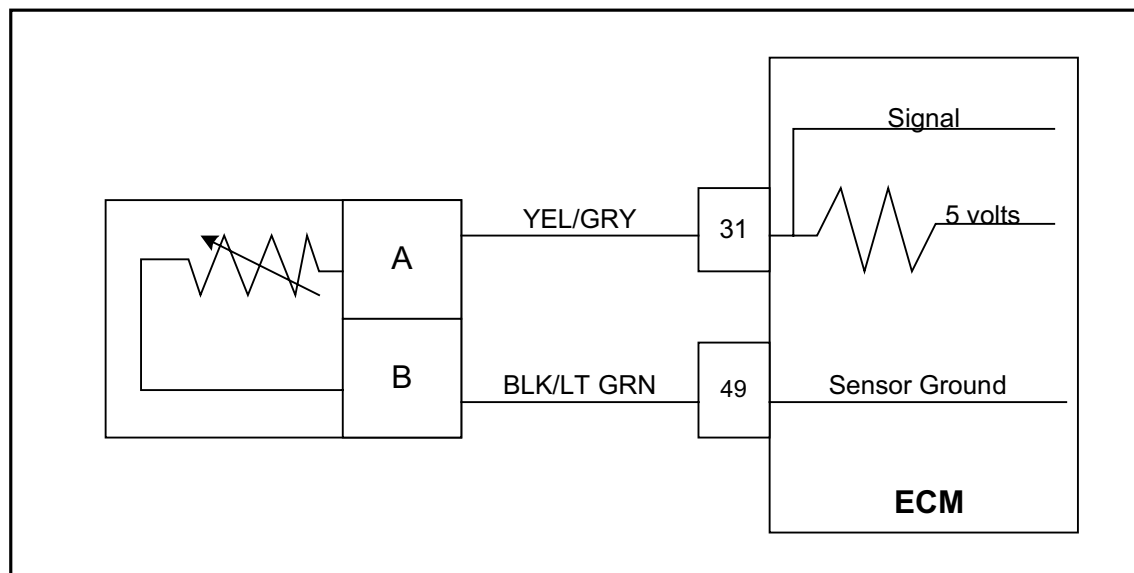 Signal
YEL/GRY
31
5 volts
A
B
BLK/LT GRN
49
Sensor Ground
ECM